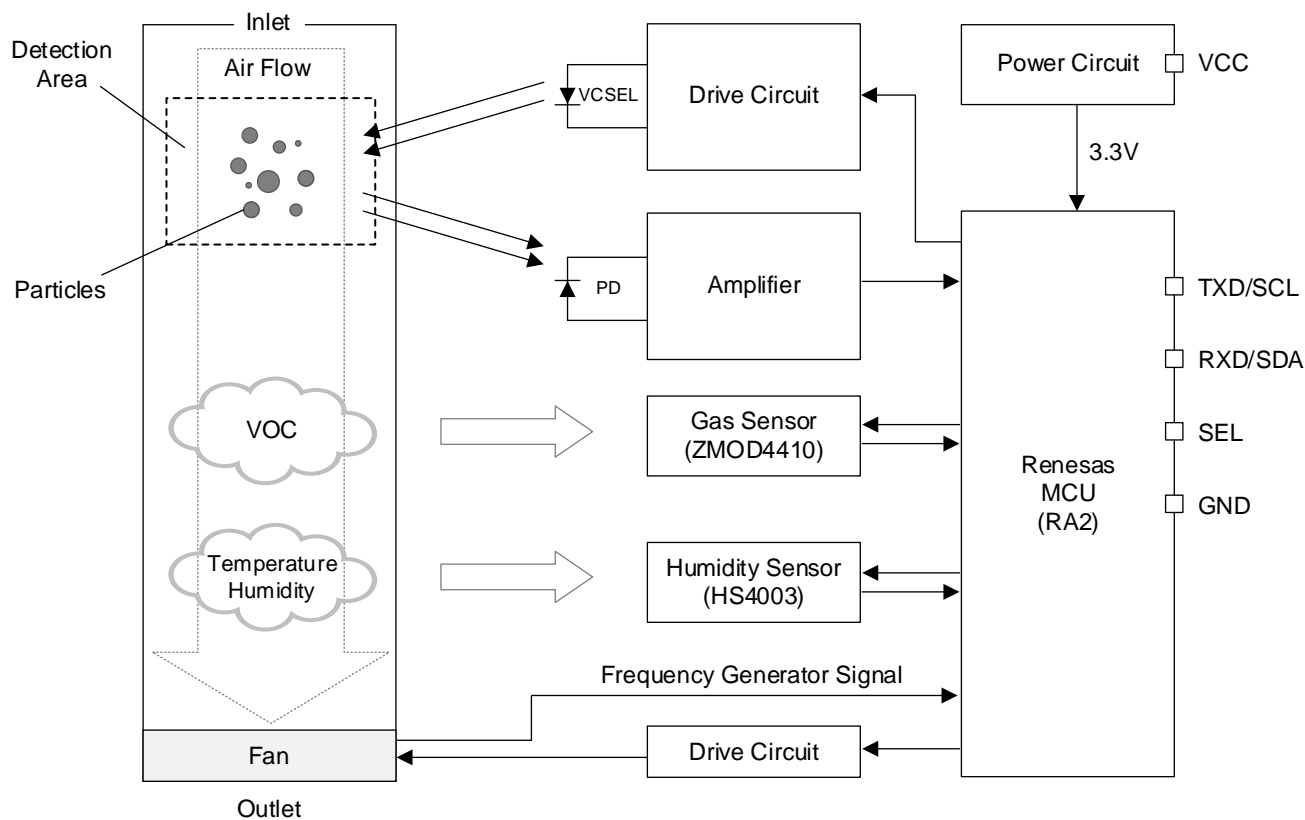 Inlet
Detection
Area
Air Flow
Particles
VOC
Temperature
Humidity
Fan
Outlet
VCSEL
Drive Circuit
PD
Amplifier
Gas Sensor
(ZMOD4410)
Humidity Sensor
(HS4003)
Frequency Generator Signal
Drive Circuit
Power Circuit
VCC
3.3V
Renesas
MCU
(RA2)
TXD/SCL
RXD/SDA
SEL
GND